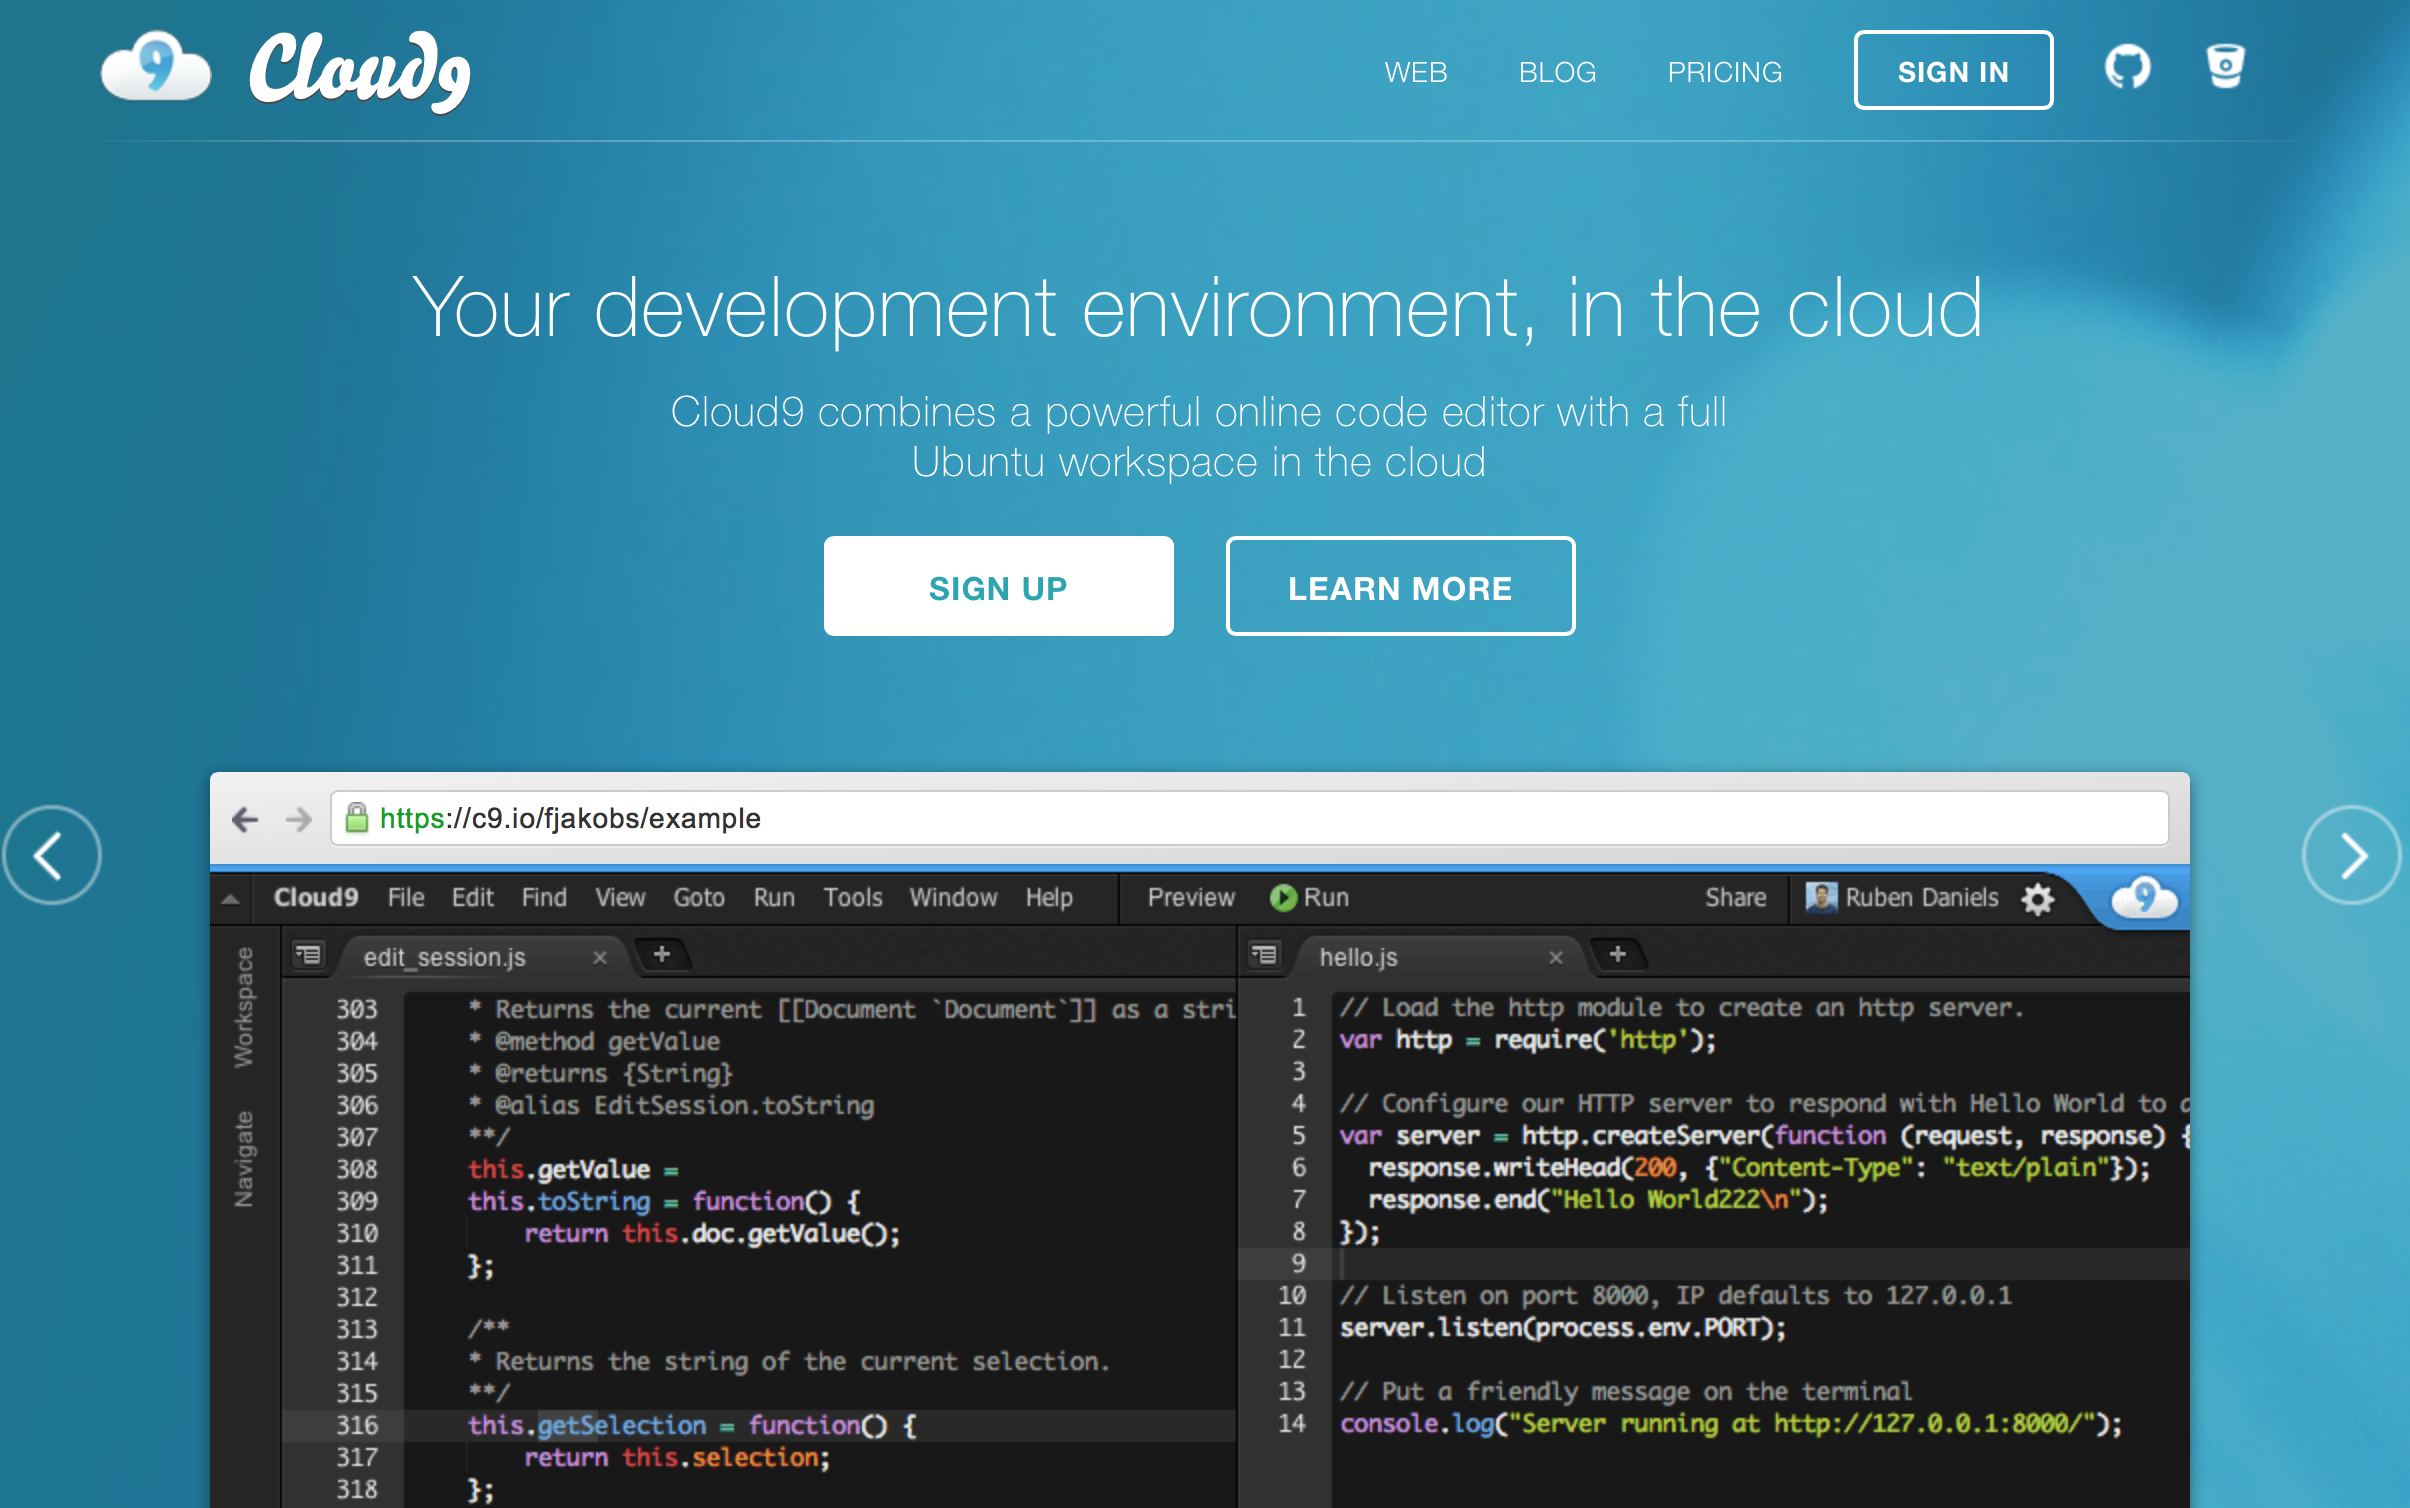 9 Cloud9
WEB BLOG PRICING SIGN IN
Your development environment, in the cloud
Cloud9 combines a powerful online code editor with a full
Ubuntu workspace in the cloud
SIGN UP LEARN MORE
https://c9.io/fjakobs/example
Cloud9 File Edit Find View Goto Run Tools Window Help Preview Run Share Ruben Daniels 9
Workspace
Navigate
edit_session.js
303 * Returns the current [[Document `Document`]] as a stri
304 * @method getValue
305 * @returns {String}
306 * @alias EditSession.toString
307 **/
308 this.getValue =
309 this.toString = function() {
310 return this.doc.getValue();
311 };
312
313 /**
314 * Returns the string of the current selection.
315 **/
316 this.getSelection = function() {
317 return this.selection;
318 };
hello.js
1 // Load the http module to create an http server.
2 var http = require('http');
3
4 // Configure our HTTP server to respond with Hello World to a
5 var server = http.createServer(function (request, response) {
6 response.writeHead(200, {"Content-Type": "text/plain"});
7 response.end("Hello World222\n");
8 });
9
10 // Listen on port 8000, IP defaults to 127.0.0.1
11 server.listen(process.env.PORT);
12
13 // Put a friendly message on the terminal
14 console.log("Server running at http://127.0.0.1:8000/");